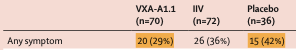 VXA-A1.1 IIV Placebo
(n=70) (n=72) (n=36)
Any symptom 20 (29%) 26 (36%) 15 (42%)